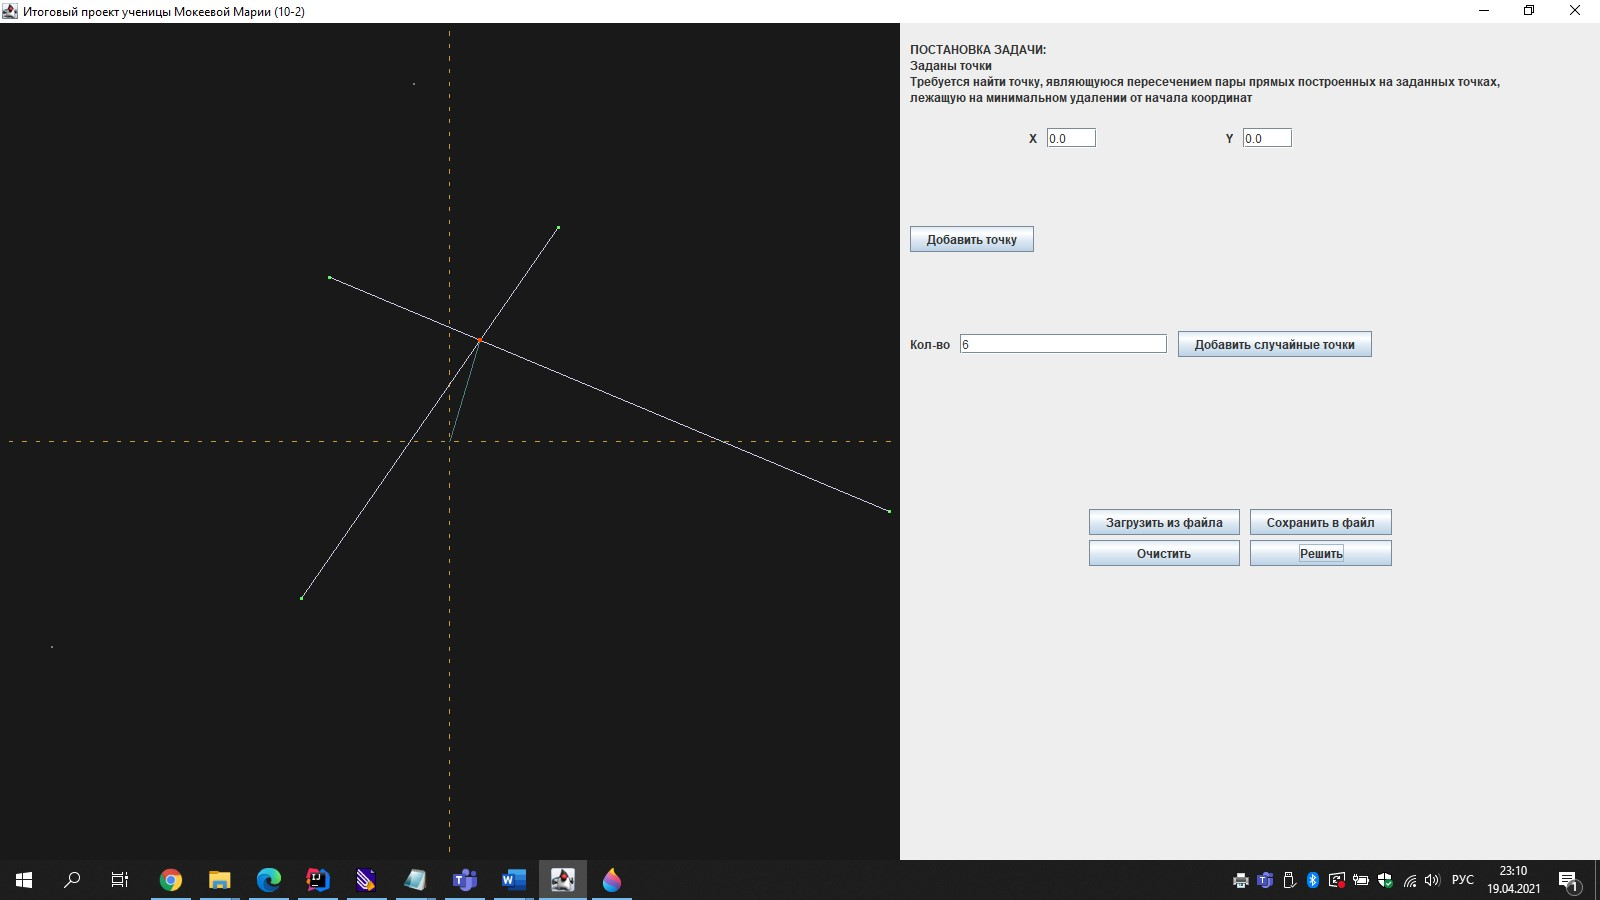 Итоговый проект ученицы Мокеевой Марии (10-2)
ПОСТАНОВКА ЗАДАЧИ:
Заданы точки
Требуется найти точку, являющуюся пересечением пары прямых построенных на заданных точках,
лежащую на минимальном удалении от начала координат
X 0.0 Y 0.0
Добавить точку
Кол-во 6 Добавить случайные точки
Загрузить из файла Сохранить в файл
Очистить Решить
РУС 23:10
19.04.2021 1